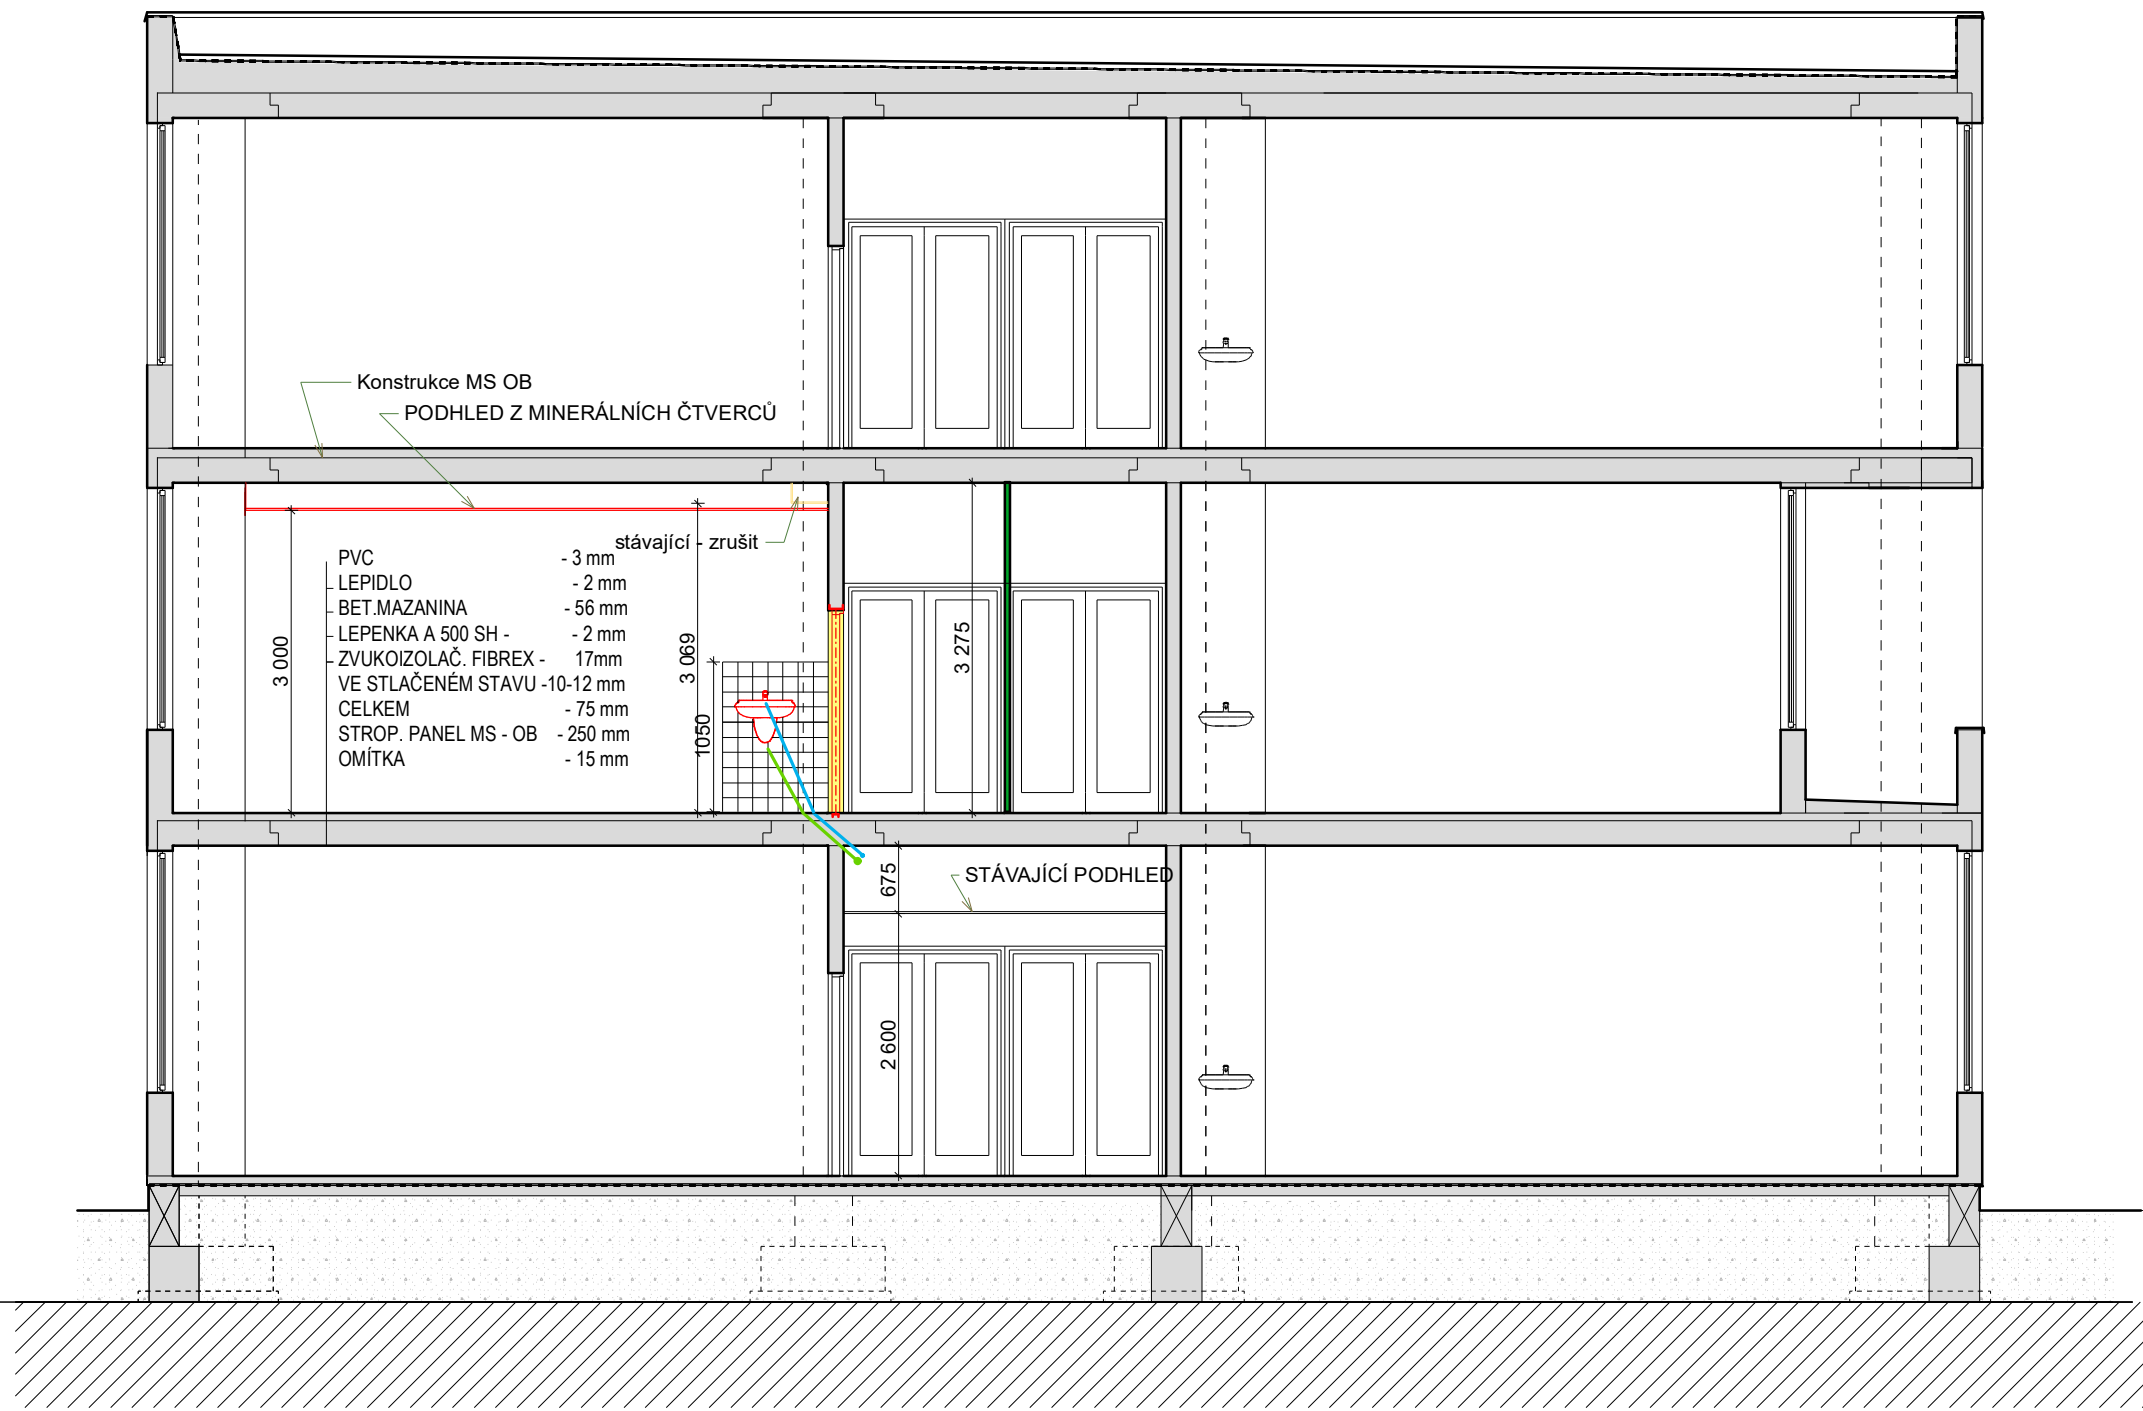 Konstrukce MS OB
PODHLED Z MINERÁLNÍCH ČTVERCŮ
stávající - zrušit
PVC - 3 mm
LEPIDLO - 2 mm
BET.MAZANINA - 56 mm
LEPENKA A 500 SH - - 2 mm
ZVUKOIZOLAČ. FIBREX - 17mm
VE STLAČENÉM STAVU -10-12 mm
CELKEM - 75 mm
STROP. PANEL MS - OB - 250 mm
OMÍTKA - 15 mm
3 000
3 069
1050
3 275
675
STÁVAJÍCÍ PODHLED
2 600